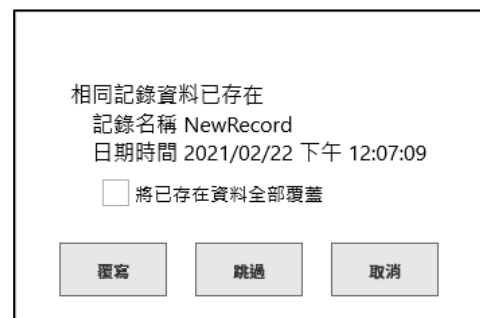 相同記錄資料已存在
記錄名稱 NewRecord
日期時間 2021/02/22 下午 12:07:09
將已存在資料全部覆蓋
覆寫 跳過 取消